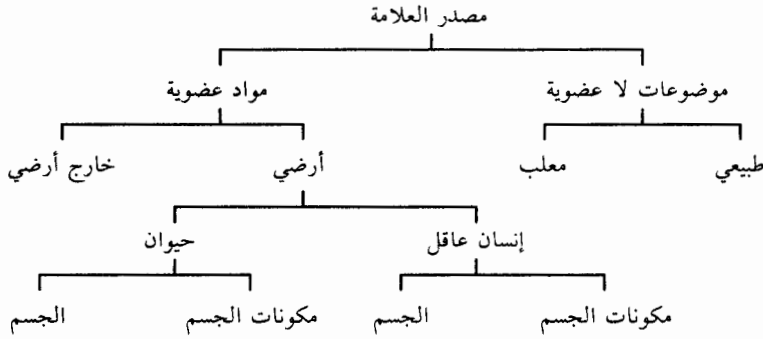 مصدر العلامة
موضوعات لا عضوية مواد عضوية
طبيعي معلب أرضي خارج أرضي
إنسان عاقل حيوان
مكونات الجسم الجسم مكونات الجسم الجسم